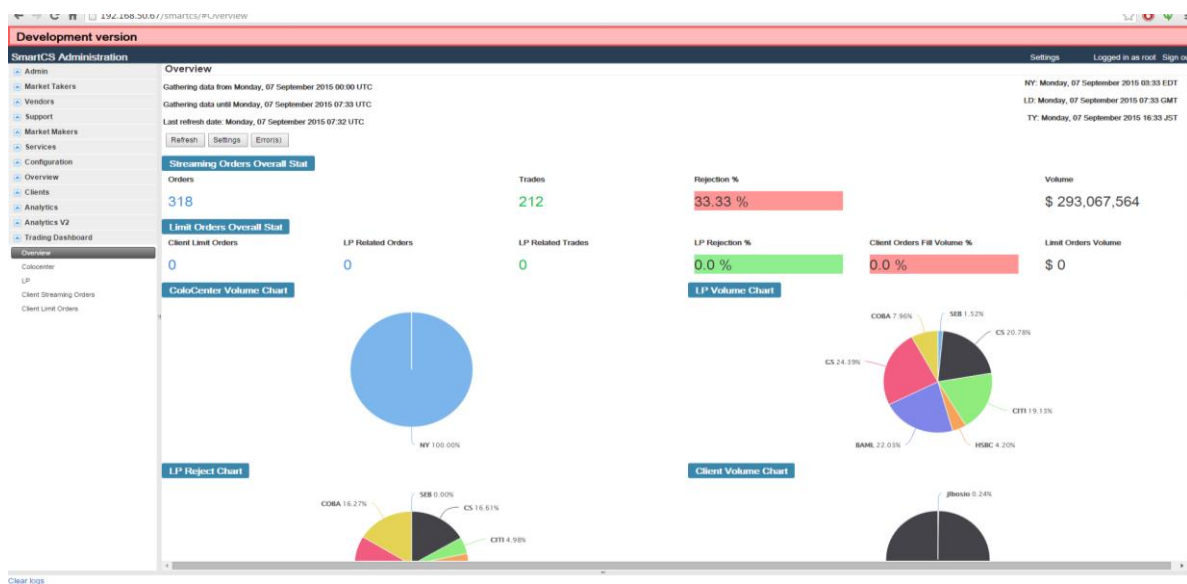 192.168.50.67/smartcs/#Overview
Development version
SmartCS Administration
Settings Logged in as root Sign
Admin
Market Takers
Vendors
Support
Market Makers
Services
Configuration
Overview
Clients
Analytics
Analytics V2
Trading Dashboard
Overview
Colocenter
LP
Client Streaming Orders
Client Limit Orders
Overview
Gathering data from Monday, 07 September 2015 00:00 UTC
Gathering data until Monday, 07 September 2015 07:33 UTC
Last refresh date: Monday, 07 September 2015 07:32 UTC
NY: Monday, 07 September 2015 03:33 EDT
LD: Monday, 07 September 2015 07:33 GMT
TY: Monday, 07 September 2015 16:33 JST
Refresh Settings Error(s)
Streaming Orders Overall Stat
Orders Trades Rejection % Volume
318 212 33.33 % $ 293,067,564
Limit Orders Overall Stat
Client Limit Orders LP Related Orders LP Related Trades LP Rejection % Client Orders Fill Volume % Limit Orders Volume
0 0 0 0.0 % 0.0 % $ 0
ColoCenter Volume Chart
NY 100.00%
LP Volume Chart
COBA 7.96% SEB 1.52%
CS 20.78%
GS 24.39%
CITI 19.13%
BAML 22.03% HSBC 4.20%
LP Reject Chart
SEB 0.00%
COBA 16.27% CS 16.61%
CITI 4.98%
Client Volume Chart
jlbosio 0.24%
Clear logs